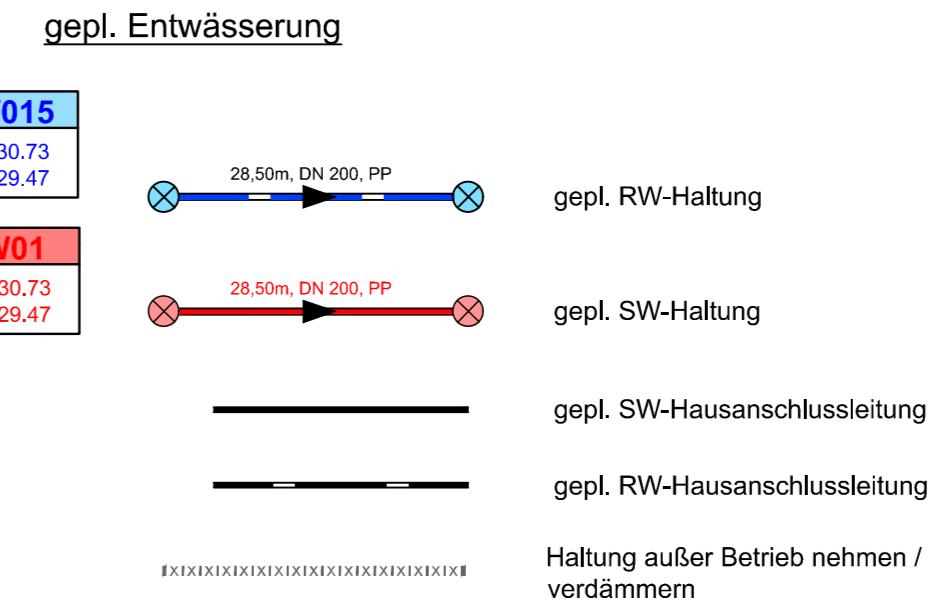 gepl. Entwässerung
015
30.73
29.47
28,50m, DN 200, PP
gepl. RW-Haltung
W01
30.73
29.47
28,50m, DN 200, PP
gepl. SW-Haltung
gepl. SW-Hausanschlussleitung
gepl. RW-Hausanschlussleitung
Haltung außer Betrieb nehmen /
verdämmern